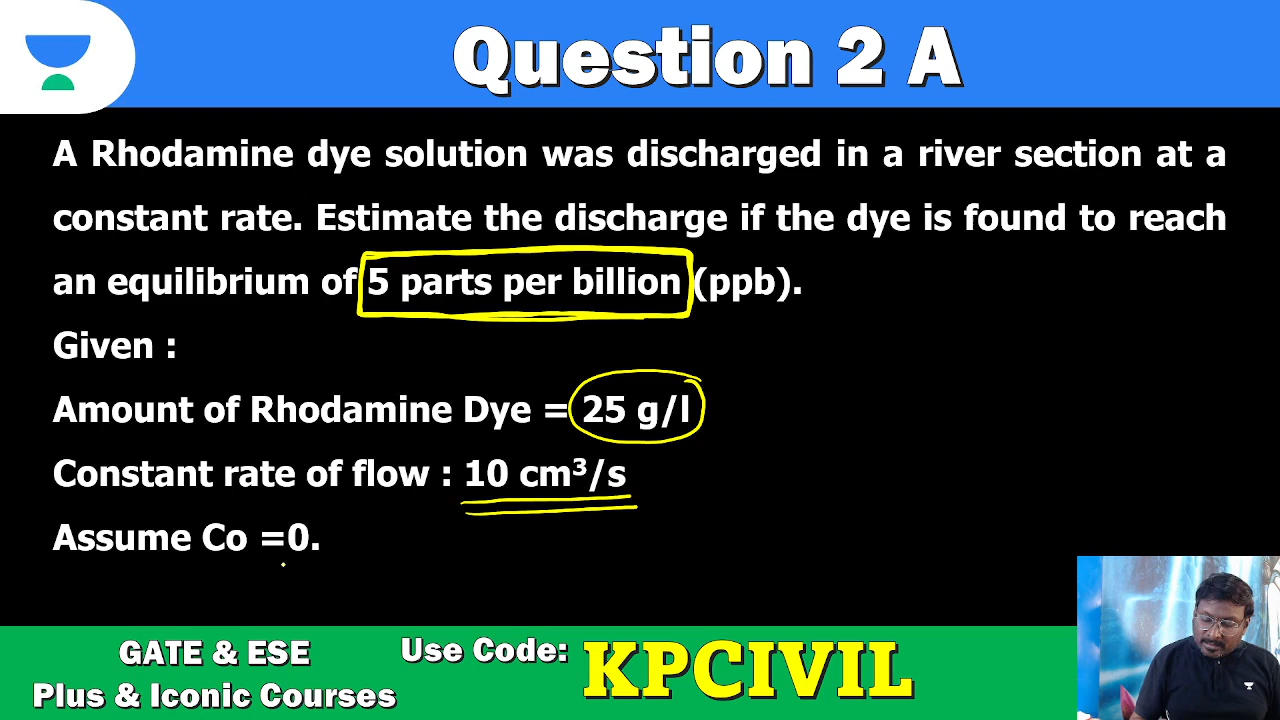 Question 2 A
A Rhodamine dye solution was discharged in a river section at a
constant rate. Estimate the discharge if the dye is found to reach
an equilibrium of 5 parts per billion (ppb).
Given :
Amount of Rhodamine Dye = 25 g/l
Constant rate of flow : 10 cm³/s
Assume Co =0.
GATE & ESE
Plus & Iconic Courses
Use Code: KPCIVIL